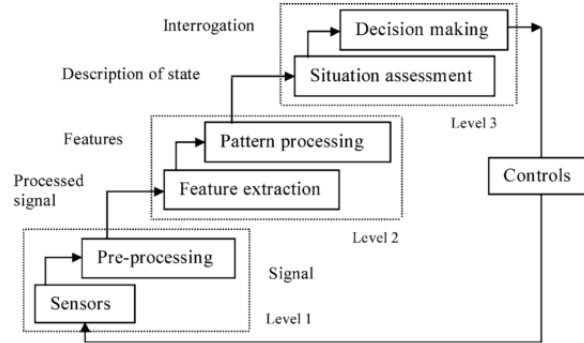 Interrogation
Decision making
Description of state
Situation assessment
Level 3
Features
Pattern processing
Processed
signal
Feature extraction
Controls
Level 2
Pre-processing
Signal
Sensors
Level 1